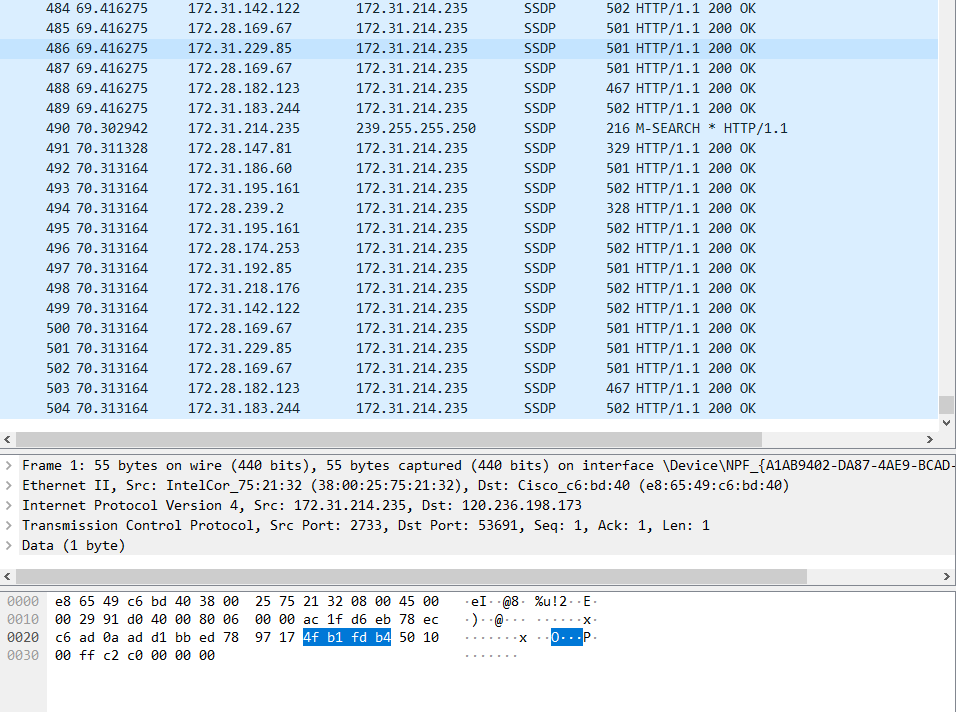 484 69.416275 172.31.142.122 172.31.214.235 SSDP 502 HTTP/1.1 200 OK
485 69.416275 172.28.169.67 172.31.214.235 SSDP 501 HTTP/1.1 200 OK
486 69.416275 172.31.229.85 172.31.214.235 SSDP 501 HTTP/1.1 200 OK
487 69.416275 172.28.169.67 172.31.214.235 SSDP 501 HTTP/1.1 200 OK
488 69.416275 172.28.182.123 172.31.214.235 SSDP 467 HTTP/1.1 200 OK
489 69.416275 172.31.183.244 172.31.214.235 SSDP 502 HTTP/1.1 200 OK
490 70.302942 172.31.214.235 239.255.255.250 SSDP 216 M-SEARCH * HTTP/1.1
491 70.311328 172.28.147.81 172.31.214.235 SSDP 329 HTTP/1.1 200 OK
492 70.313164 172.31.186.60 172.31.214.235 SSDP 501 HTTP/1.1 200 OK
493 70.313164 172.31.195.161 172.31.214.235 SSDP 502 HTTP/1.1 200 OK
494 70.313164 172.28.239.2 172.31.214.235 SSDP 328 HTTP/1.1 200 OK
495 70.313164 172.31.195.161 172.31.214.235 SSDP 502 HTTP/1.1 200 OK
496 70.313164 172.28.174.253 172.31.214.235 SSDP 502 HTTP/1.1 200 OK
497 70.313164 172.31.192.85 172.31.214.235 SSDP 501 HTTP/1.1 200 OK
498 70.313164 172.31.218.176 172.31.214.235 SSDP 502 HTTP/1.1 200 OK
499 70.313164 172.31.142.122 172.31.214.235 SSDP 502 HTTP/1.1 200 OK
500 70.313164 172.28.169.67 172.31.214.235 SSDP 501 HTTP/1.1 200 OK
501 70.313164 172.31.229.85 172.31.214.235 SSDP 501 HTTP/1.1 200 OK
502 70.313164 172.28.169.67 172.31.214.235 SSDP 501 HTTP/1.1 200 OK
503 70.313164 172.28.182.123 172.31.214.235 SSDP 467 HTTP/1.1 200 OK
504 70.313164 172.31.183.244 172.31.214.235 SSDP 502 HTTP/1.1 200 OK
Frame 1: 55 bytes on wire (440 bits), 55 bytes captured (440 bits) on interface \Device\NPF_{A1AB9402-DA87-4AE9-BCAD-
Ethernet II, Src: IntelCor_75:21:32 (38:00:25:75:21:32), Dst: Cisco_c6:bd:40 (e8:65:49:c6:bd:40)
Internet Protocol Version 4, Src: 172.31.214.235, Dst: 120.236.198.173
Transmission Control Protocol, Src Port: 2733, Dst Port: 53691, Seq: 1, Ack: 1, Len: 1
Data (1 byte)
0000 e8 65 49 c6 bd 40 38 00 25 75 21 32 08 00 45 00 ·eI··@8· %u!2··E·
0010 00 29 91 d0 40 00 80 06 00 00 ac 1f d6 eb 78 ec ·)··@··· ······x·
0020 c6 ad 0a ad d1 bb ed 78 97 17 4f b1 fd b4 50 10 ·······x ··O···P·
0030 00 ff c2 c0 00 00 00 ·······